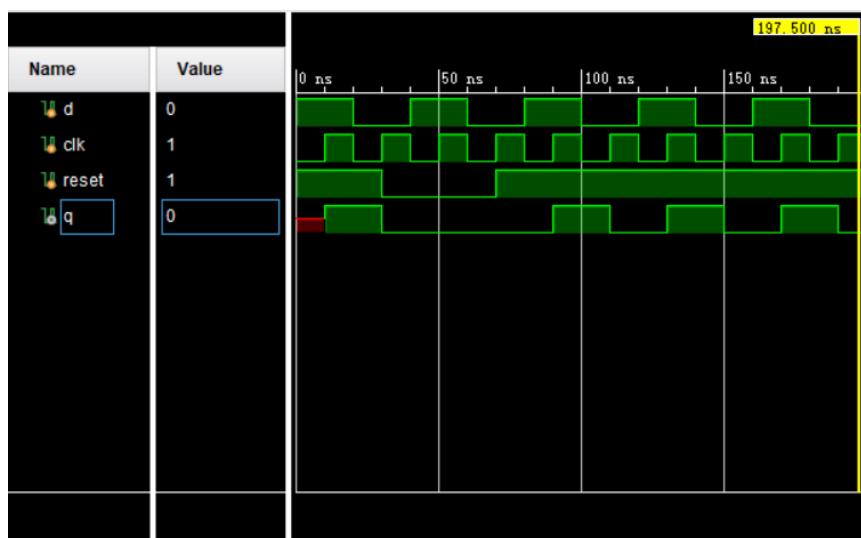 197.500 ns
Name Value
0 ns 50 ns 100 ns 150 ns
d 0
clk 1
reset 1
q 0